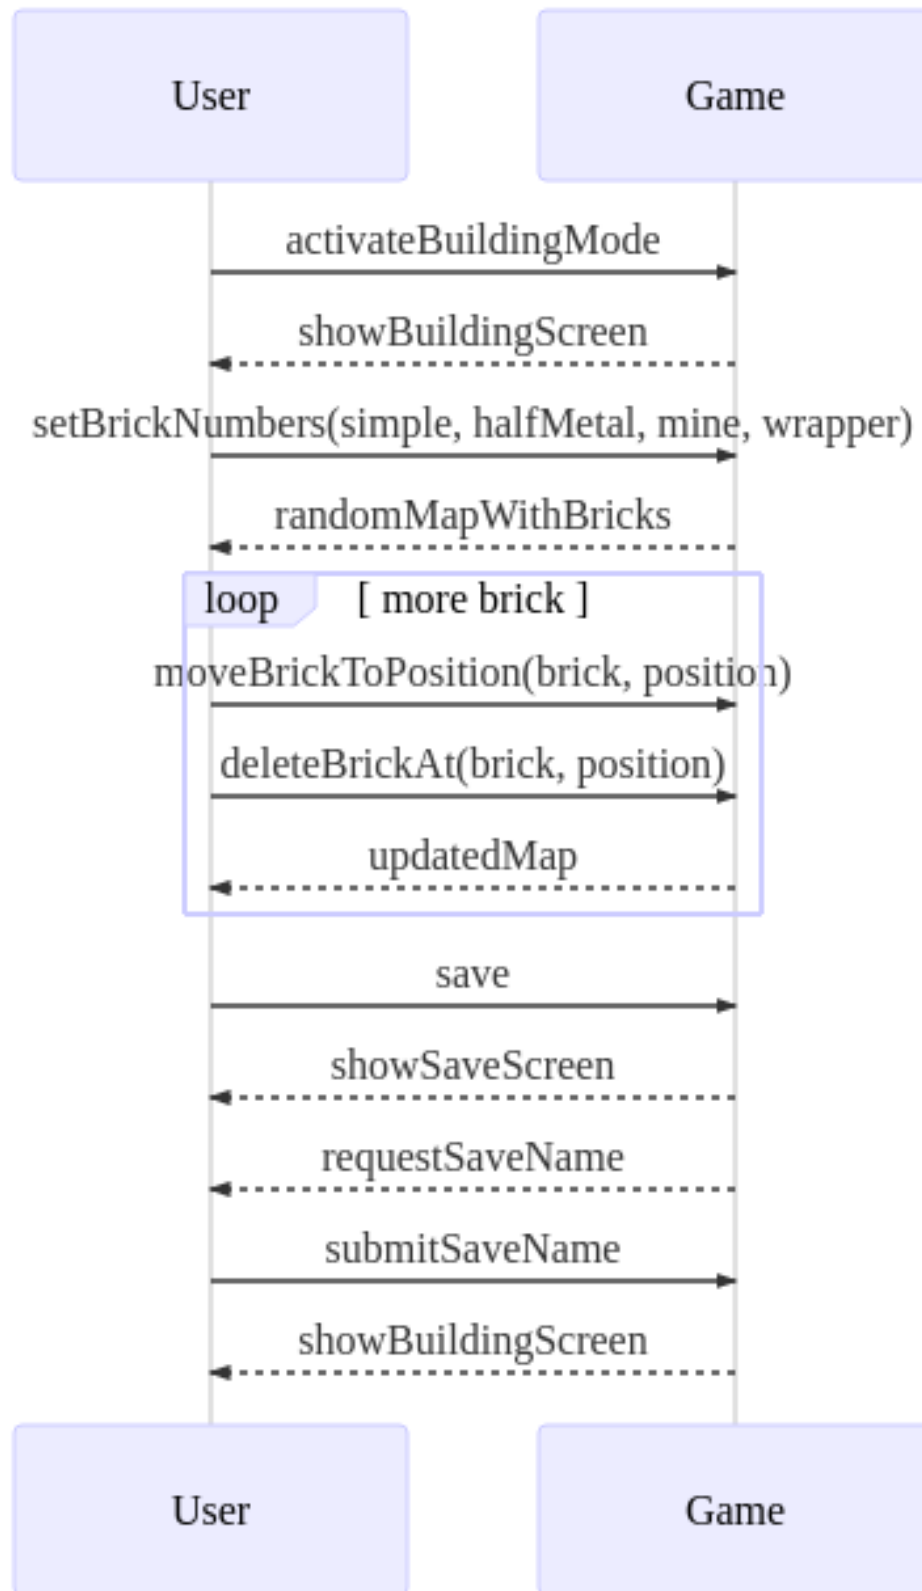 User
Game
activateBuildingMode
showBuildingScreen
setBrickNumbers(simple, halfMetal, mine, wrapper)
randomMapWithBricks
loop
[ more brick ]
moveBrickToPosition(brick, position)
deleteBrickAt(brick, position)
updatedMap
save
showSaveScreen
requestSaveName
submitSaveName
showBuildingScreen
User
Game